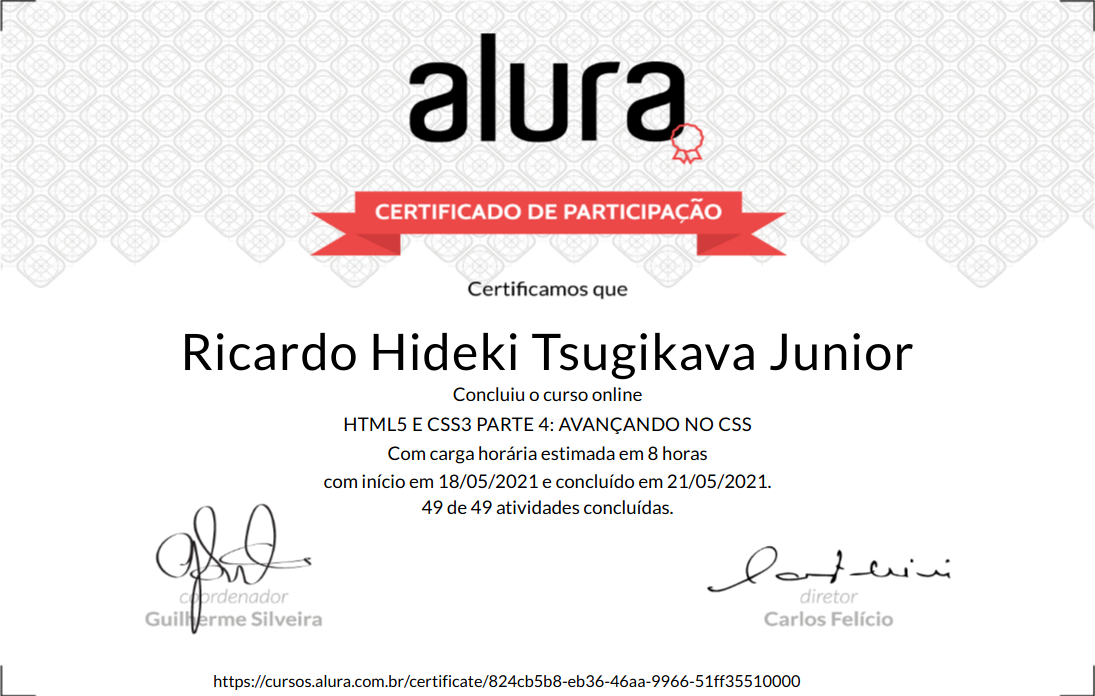 alura
CERTIFICADO DE PARTICIPAÇÃO
Certificamos que
Ricardo Hideki Tsugikava Junior
Concluiu o curso online
HTML5 E CSS3 PARTE 4: AVANÇANDO NO CSS
Com carga horária estimada em 8 horas
com início em 18/05/2021 e concluído em 21/05/2021.
49 de 49 atividades concluídas.
coordenador
Guilherme Silveira
diretor
Carlos Felício
https://cursos.alura.com.br/certificate/824cb5b8-eb36-46aa-9966-51ff35510000